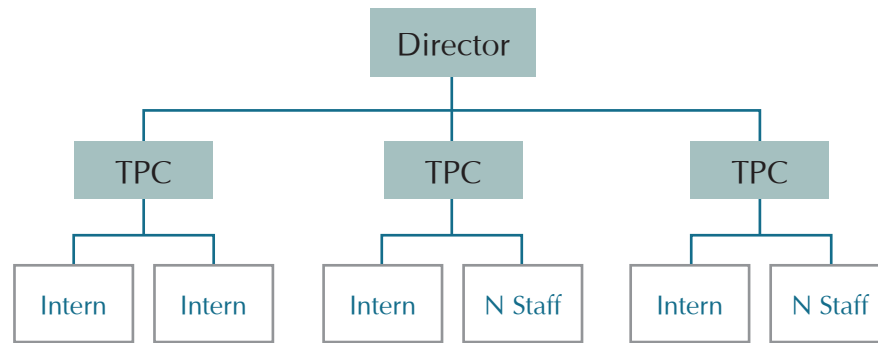 Director
TPC
TPC
TPC
Intern
Intern
Intern
N Staff
Intern
N Staff